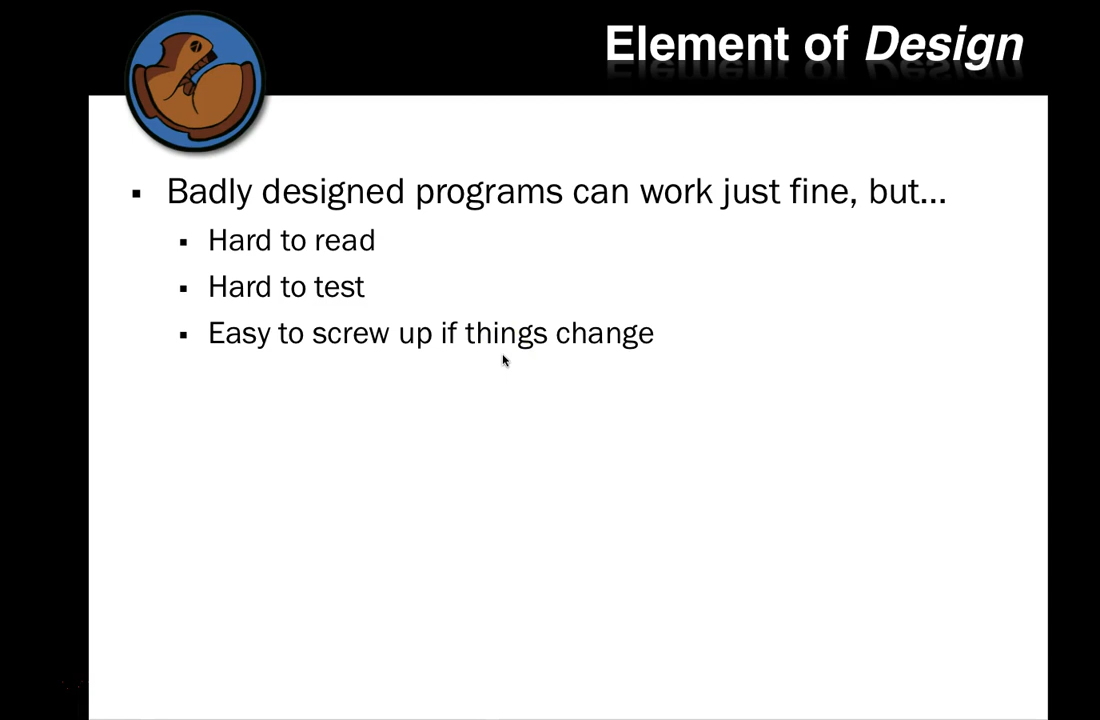 Element of Design
Badly designed programs can work just fine, but...
Hard to read
Hard to test
Easy to screw up if things change